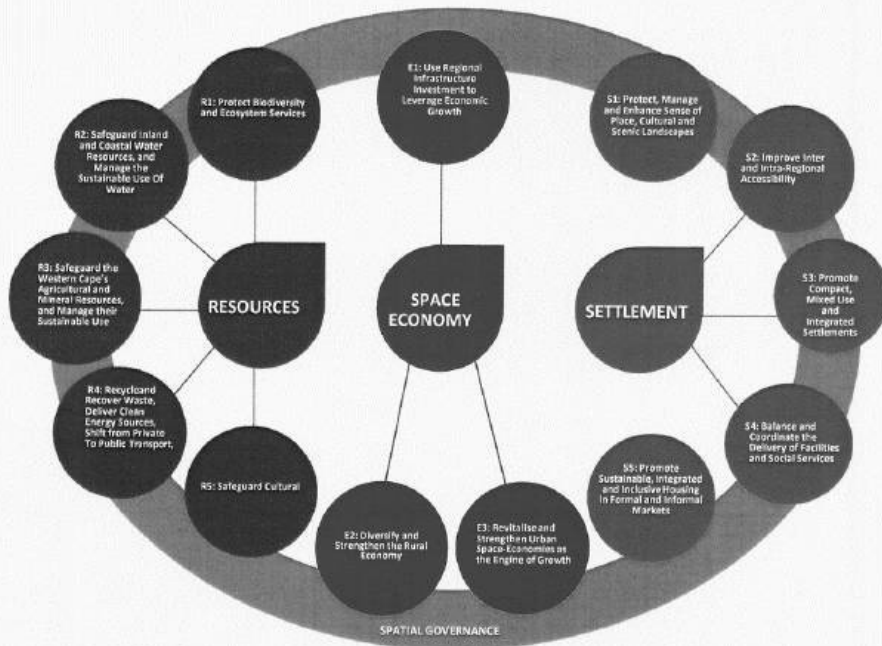 R1: Protect Biodiversity
and Ecosystem Services
R2: Safeguard Inland
and Coastal Water
Resources, and
Manage the
Sustainable Use Of
Water
R3: Safeguard the
Western Cape's
Agricultural and
Mineral Resources,
and Manage their
Sustainable Use
R4: Recycloand
Recover Waste,
Deliver Clean
Energy Sources,
Shift from Private
To Public Transport,
R5: Safeguard Cultural
RESOURCES
E1: Use Regional
Infrastructure
Investment to
Leverage Economic
Growth
SPACE
ECONOMY
E2: Diversify and
Strengthen the Rural
Economy
E3: Revitalise and
Strengthen Urban
Space-Economies as
the Engine of Growth
S1: Protect, Manage
and Enhance Sense of
Place, Cultural and
Scenic Landscapes
S2: Improve Inter
and Intra-Regional
Accessibility
SETTLEMENT
S3: Promote
Compact,
Mixed Use
and
Integrated
Settlements
S4: Balance and
Coordinate the
Delivery of Facilities
and Social Services
S5: Promote
Sustainable, Integrated
and Inclusive Housing
in Formal and Informal
Markets
SPATIAL GOVERNANCE